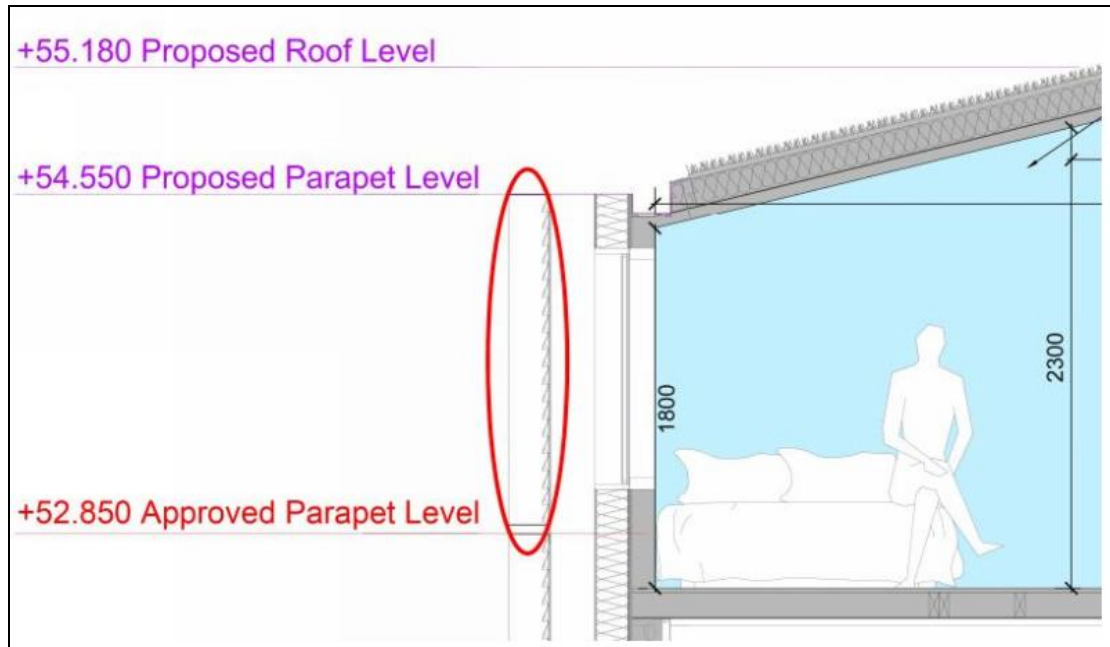 +55.180 Proposed Roof Level
+54.550 Proposed Parapet Level
2300
1800
+52.850 Approved Parapet Level